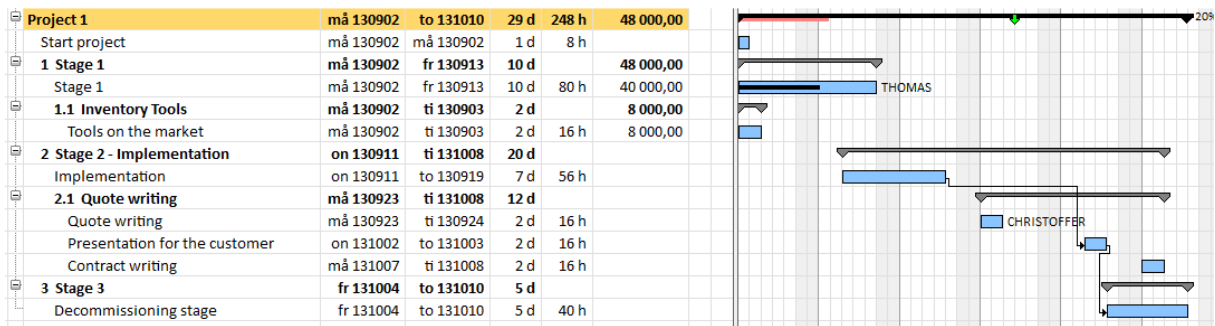 Project 1 må 130902 to 131010 29 d 248 h 48 000,00 20%
Start project må 130902 må 130902 1 d 8 h
1 Stage 1 må 130902 fr 130913 10 d 48 000,00
Stage 1 må 130902 fr 130913 10 d 80 h 40 000,00 THOMAS
1.1 Inventory Tools må 130902 ti 130903 2 d 8 000,00
Tools on the market må 130902 ti 130903 2 d 16 h 8 000,00
2 Stage 2 - Implementation on 130911 ti 131008 20 d
Implementation on 130911 to 130919 7 d 56 h
2.1 Quote writing må 130923 ti 131008 12 d
Quote writing må 130923 ti 130924 2 d 16 h CHRISTOFFER
Presentation for the customer on 131002 to 131003 2 d 16 h
Contract writing må 131007 ti 131008 2 d 16 h
3 Stage 3 fr 131004 to 131010 5 d
Decommissioning stage fr 131004 to 131010 5 d 40 h